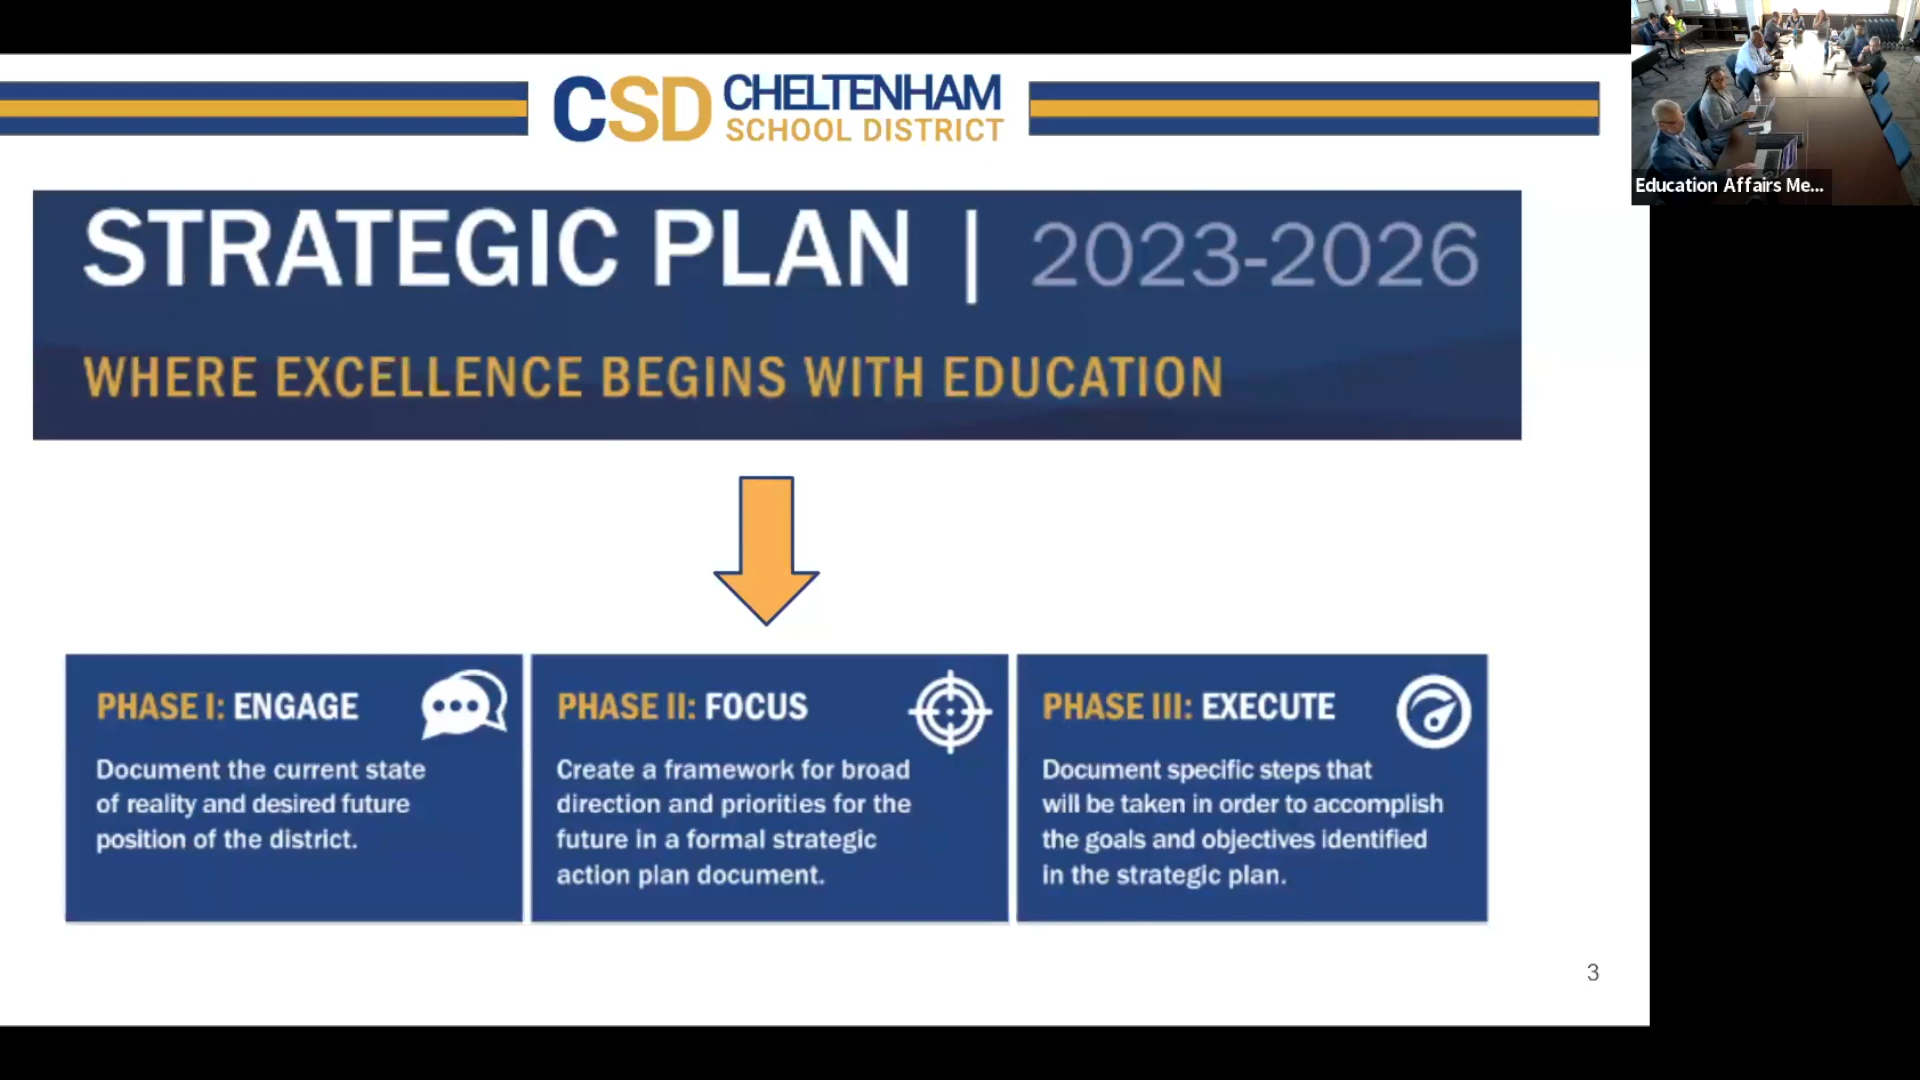 CSD CHELTENHAM
SCHOOL DISTRICT
Education Affairs Me...
STRATEGIC PLAN | 2023-2026
WHERE EXCELLENCE BEGINS WITH EDUCATION
PHASE I: ENGAGE
Document the current state
of reality and desired future
position of the district.
PHASE II: FOCUS
Create a framework for broad
direction and priorities for the
future in a formal strategic
action plan document.
PHASE III: EXECUTE
Document specific steps that
will be taken in order to accomplish
the goals and objectives identified
in the strategic plan.
3